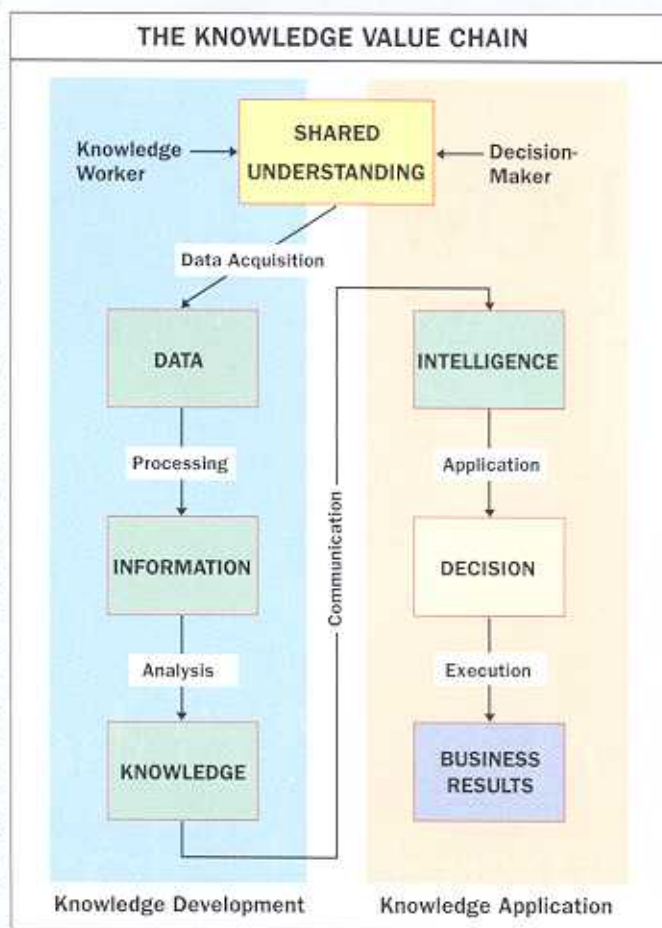 THE KNOWLEDGE VALUE CHAIN
SHARED
UNDERSTANDING
Knowledge
Worker
Decision-
Maker
Data Acquisition
DATA
Processing
INFORMATION
Analysis
KNOWLEDGE
Communication
INTELLIGENCE
Application
DECISION
Execution
BUSINESS
RESULTS
Knowledge Development
Knowledge Application